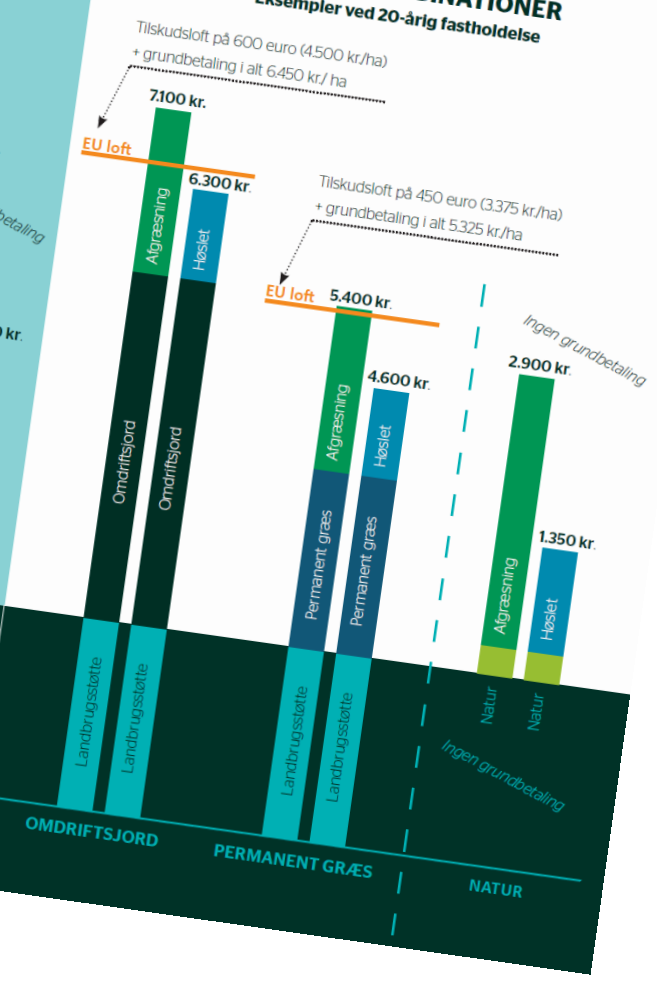 Eksempler ved 20-årig fastholdelse
Tilskudsloft på 600 euro (4.500 kr./ha)
+ grundbetaling i alt 6.450 kr./ ha
7.100 kr.
EU loft
6.300 kr.
Afgræsning
Høslet
Omdriftsjord
Omdriftsjord
Landbrugsstøtte
Landbrugsstøtte
OMDRIFTSJORD
Tilskudsloft på 450 euro (3.375 kr./ha)
+ grundbetaling i alt 5.325 kr./ha
EU loft
5.400 kr.
4.600 kr.
Afgræsning
Høslet
Permanent græs
Permanent græs
Landbrugsstøtte
Landbrugsstøtte
PERMANENT GRÆS
Ingen grundbetaling
2.900 kr.
1.350 kr.
Afgræsning
Høslet
Natur
Natur
Ingen grundbetaling
NATUR
kr.